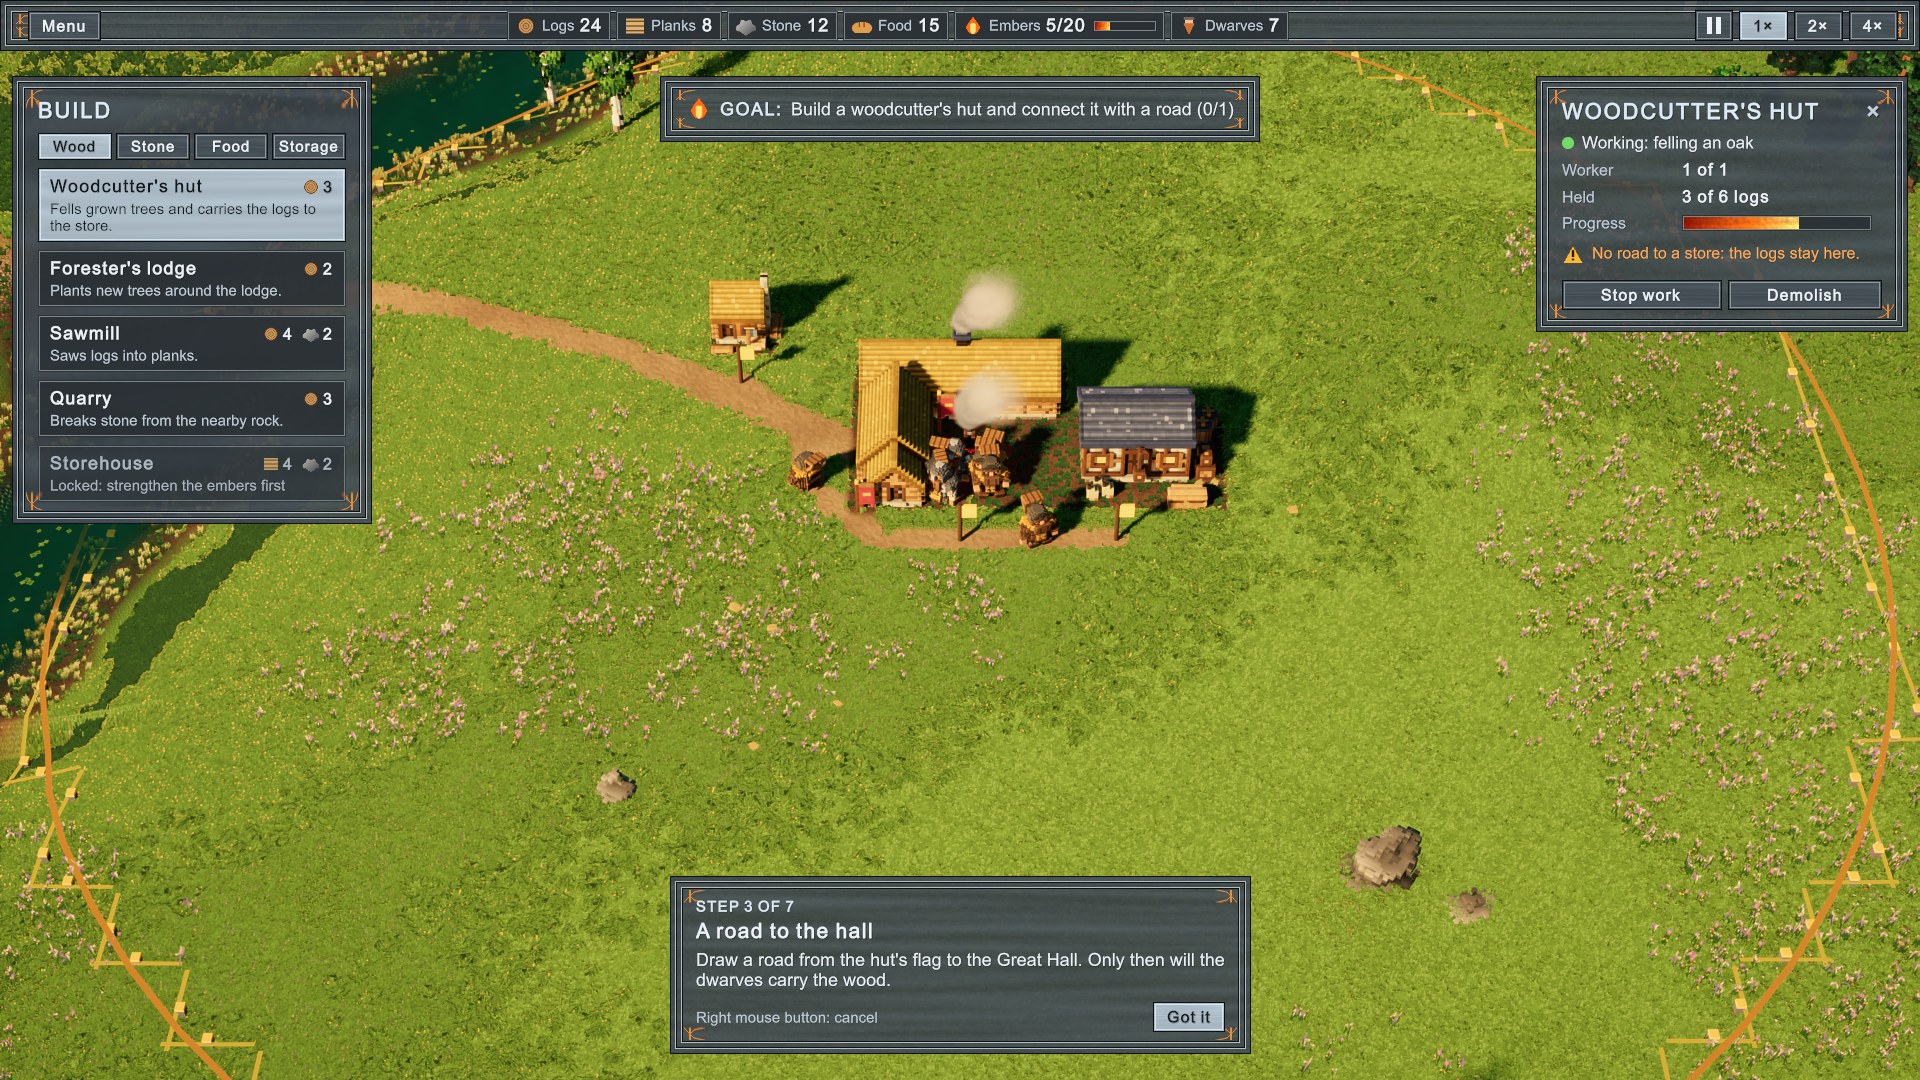 Menu
Logs 24
Planks 8
Stone 12
Food 15
Embers 5/20
Dwarves 7
1×
2×
4×
BUILD
Wood
Stone
Food
Storage
Woodcutter's hut 3
Fells grown trees and carries the logs to
the store.
Forester's lodge 2
Plants new trees around the lodge.
Sawmill 4 2
Saws logs into planks.
Quarry 3
Breaks stone from the nearby rock.
Storehouse 4 2
Locked: strengthen the embers first
GOAL: Build a woodcutter's hut and connect it with a road (0/1)
WOODCUTTER'S HUT ×
Working: felling an oak
Worker 1 of 1
Held 3 of 6 logs
Progress
No road to a store: the logs stay here.
Stop work
Demolish
STEP 3 OF 7
A road to the hall
Draw a road from the hut's flag to the Great Hall. Only then will the
dwarves carry the wood.
Right mouse button: cancel
Got it